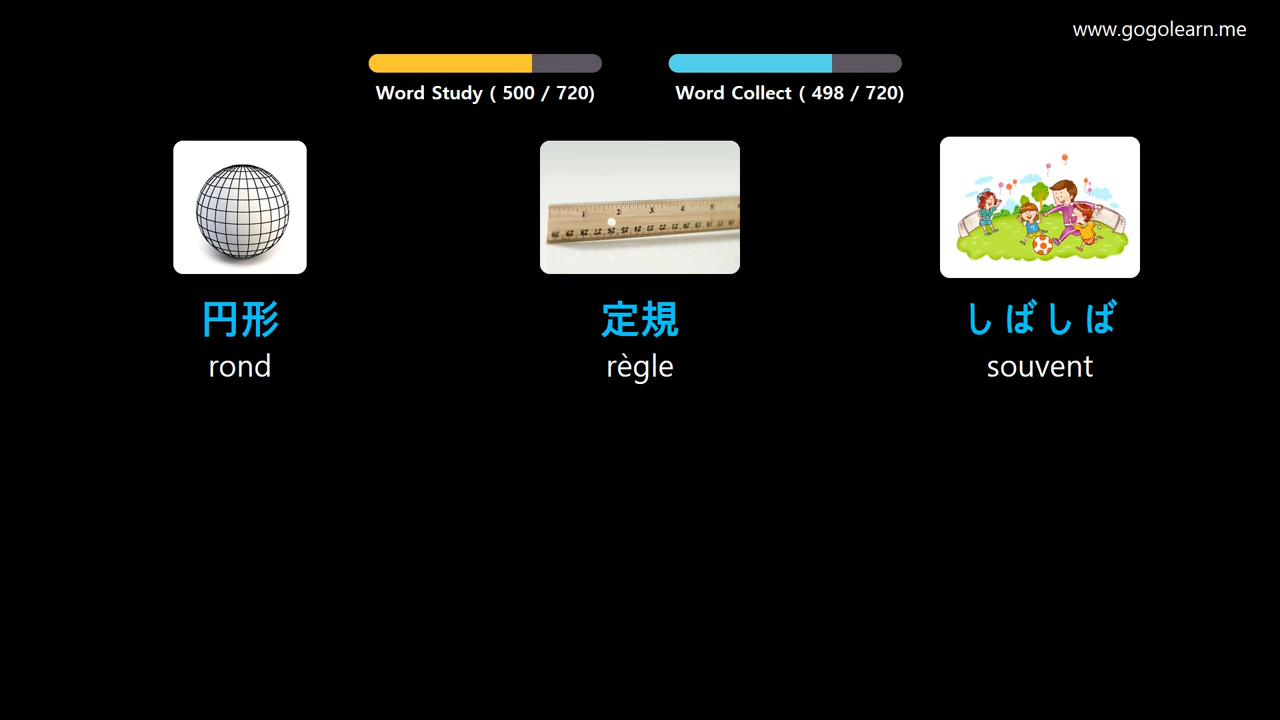 www.gogolearn.me
Word Study ( 500 / 720)
Word Collect ( 498 / 720)
円形
rond
定規
règle
しばしば
souvent